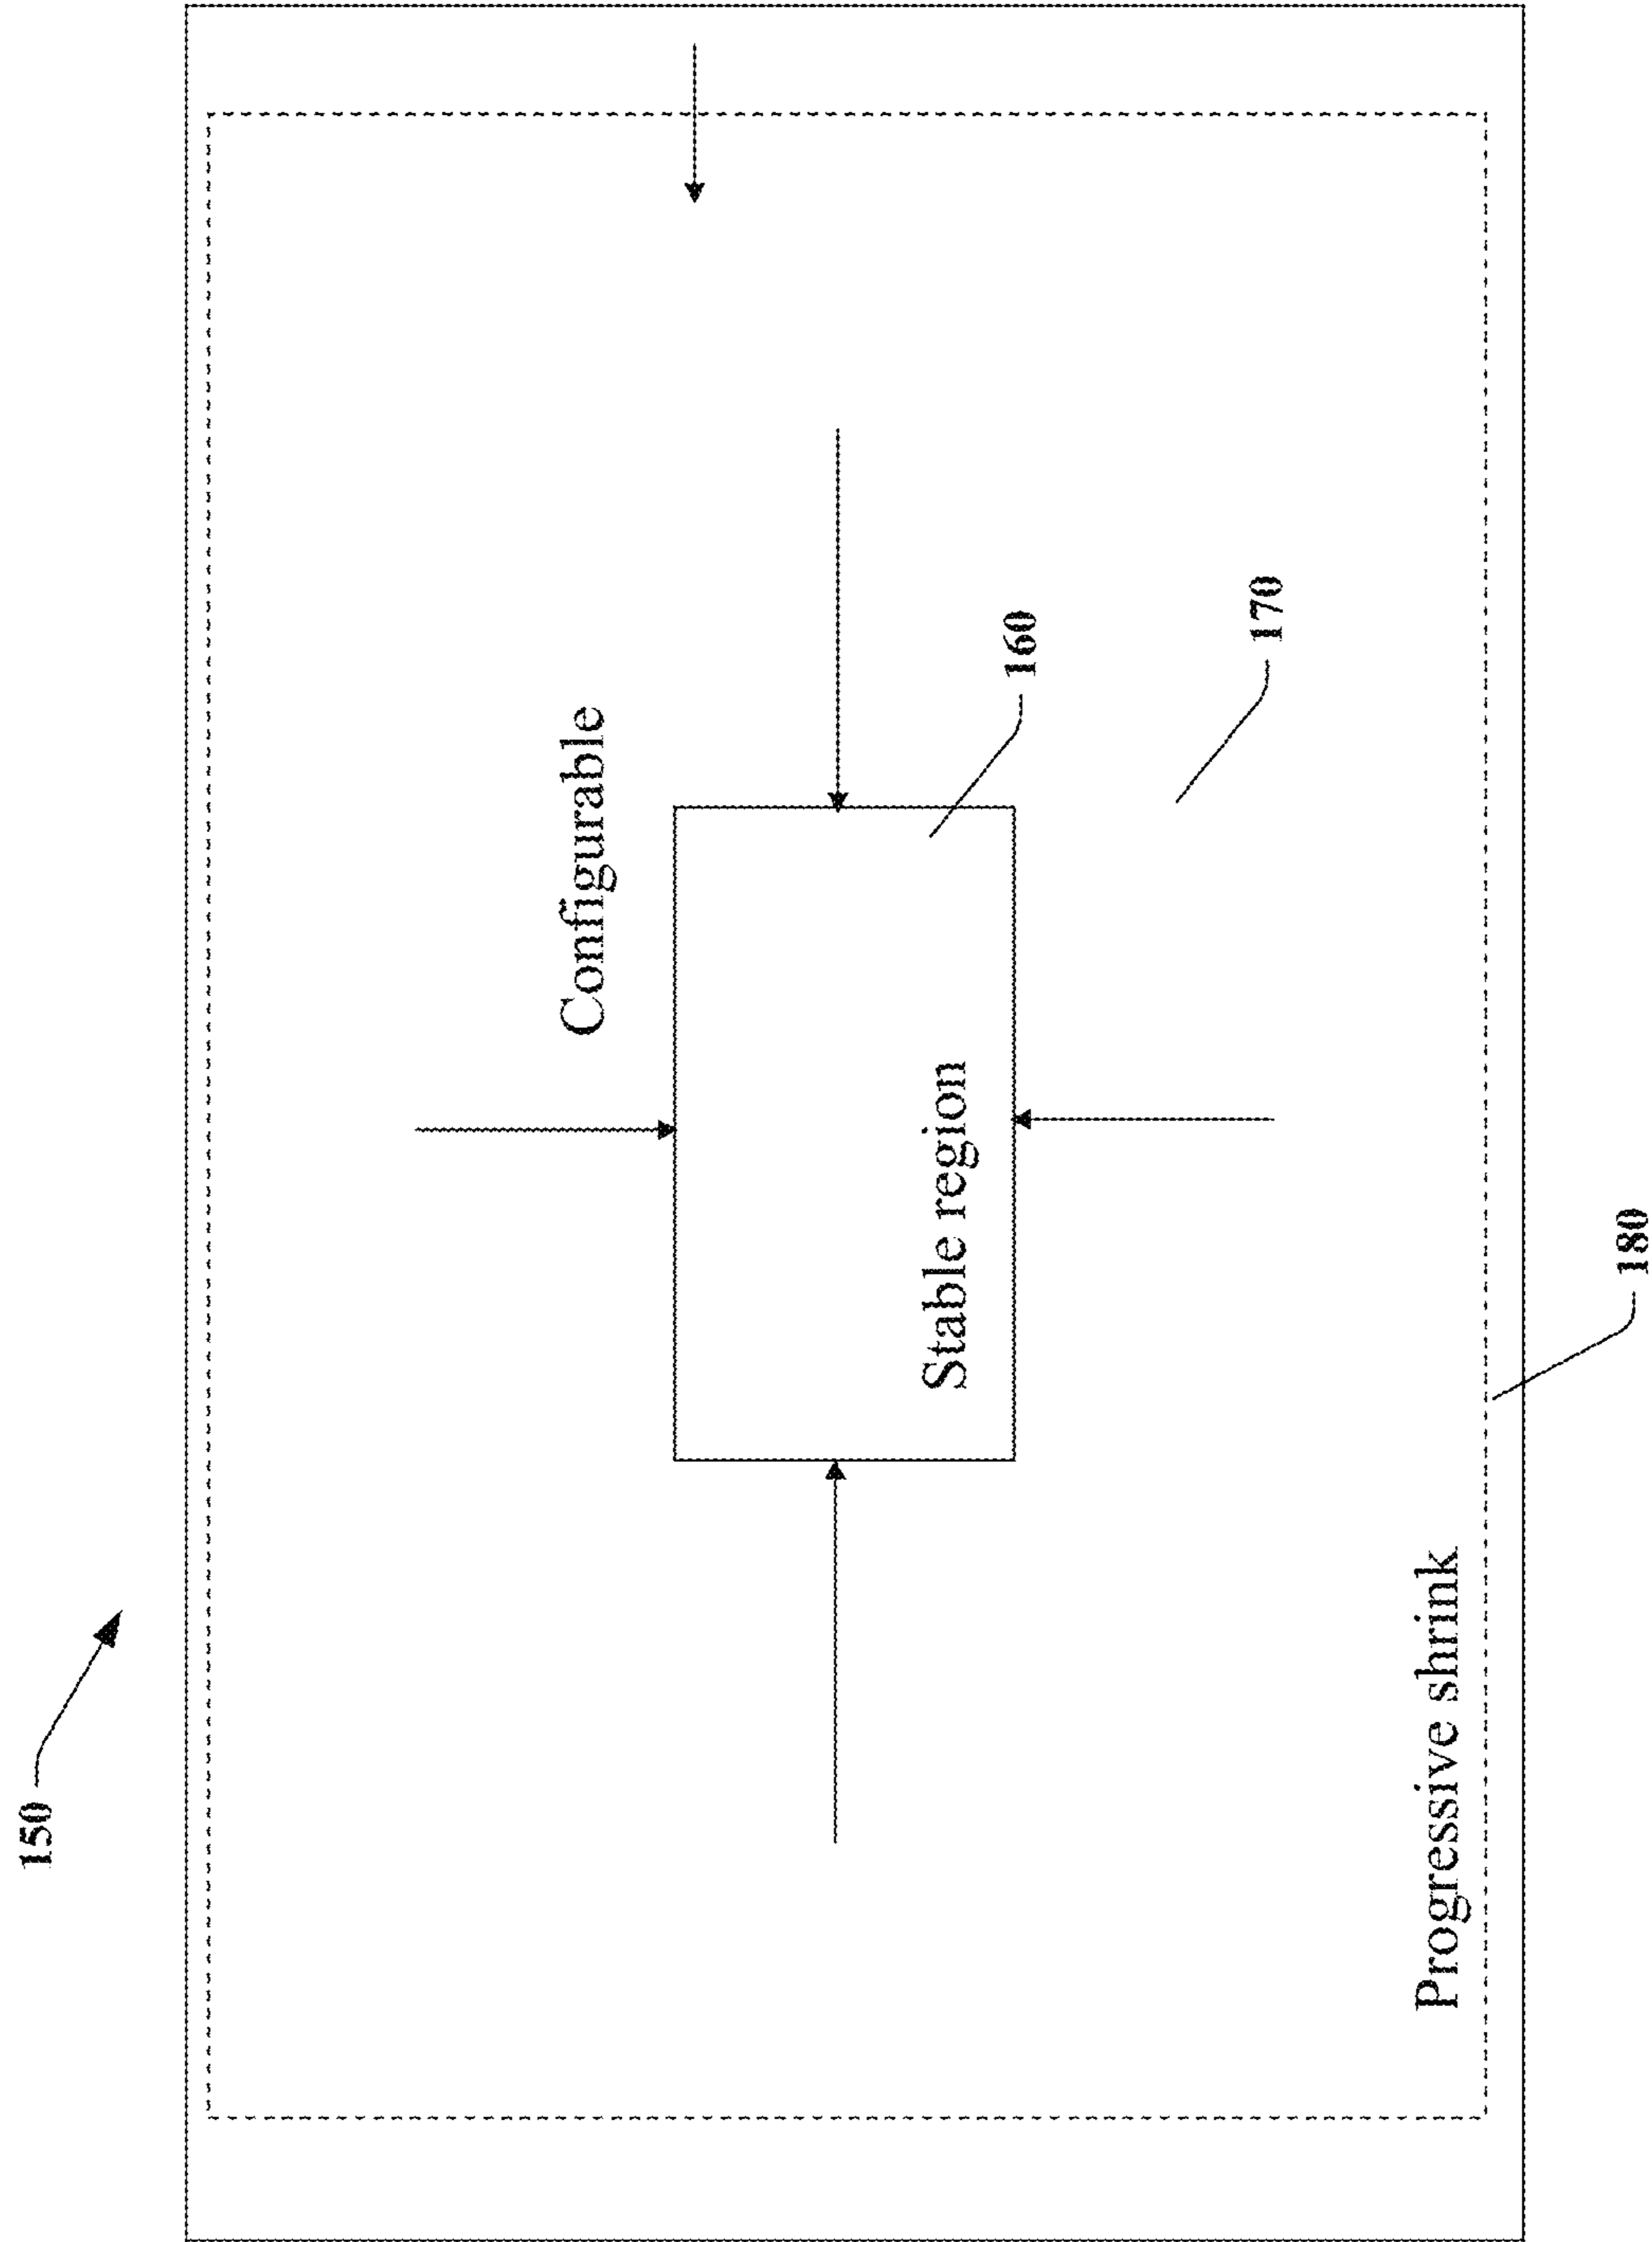 150
Configurable
160
170
Stable region
Progressive shrink
180